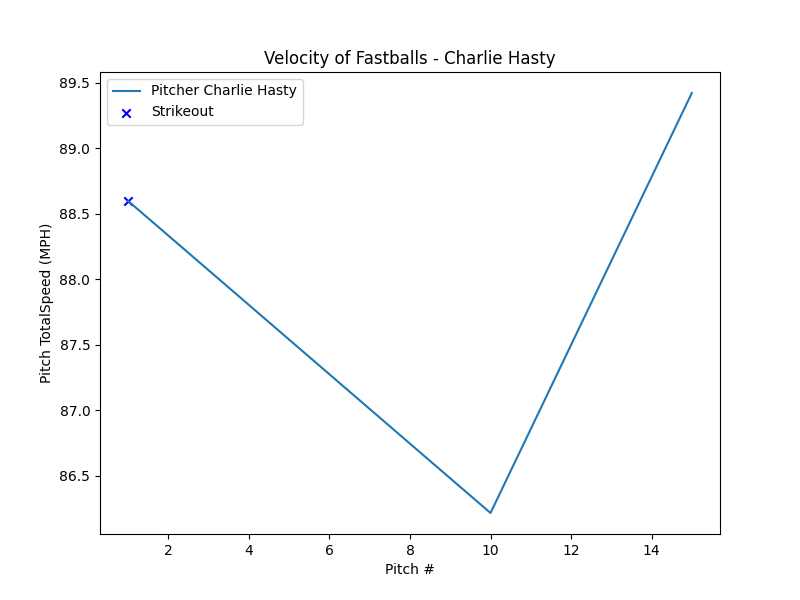 Velocity of Fastballs - Charlie Hasty
Pitcher Charlie Hasty
Strikeout
Pitch TotalSpeed (MPH)
89.5
89.0
88.5
88.0
87.5
87.0
86.5
2 4 6 8 10 12 14
Pitch #